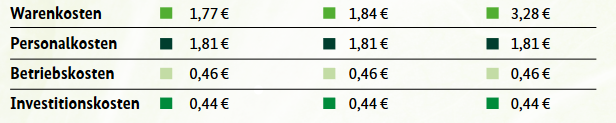 Warenkosten 1,77 € 1,84 € 3,28 €
Personalkosten 1,81 € 1,81 € 1,81 €
Betriebskosten 0,46 € 0,46 € 0,46 €
Investitionskosten 0,44 € 0,44 € 0,44 €